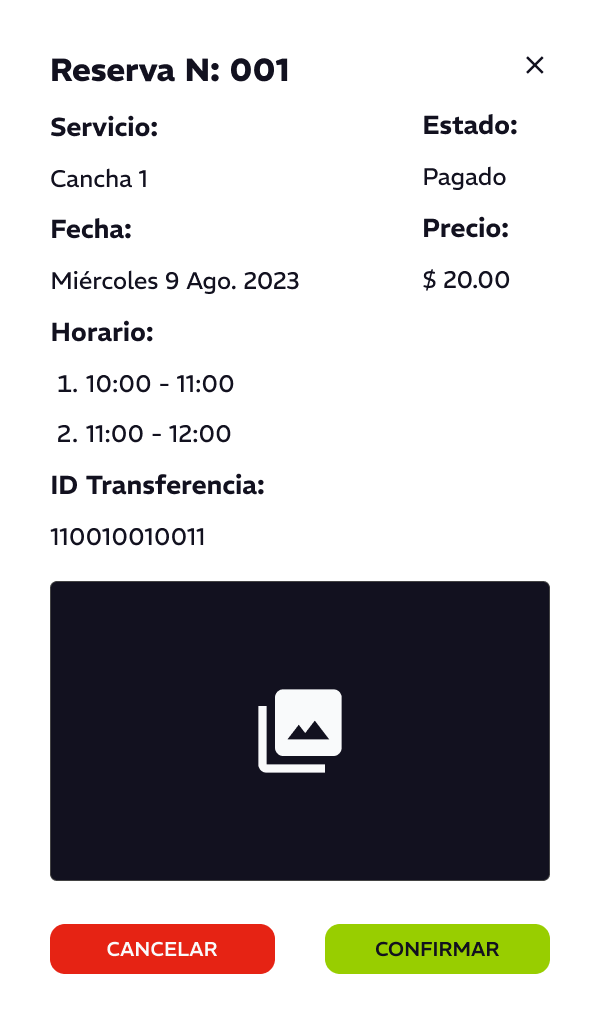 Reserva N: 001
Servicio:
Cancha 1
Estado:
Pagado
Fecha:
Miércoles 9 Ago. 2023
Precio:
$ 20.00
Horario:
1. 10:00 - 11:00
2. 11:00 - 12:00
ID Transferencia:
110010010011
CANCELAR
CONFIRMAR